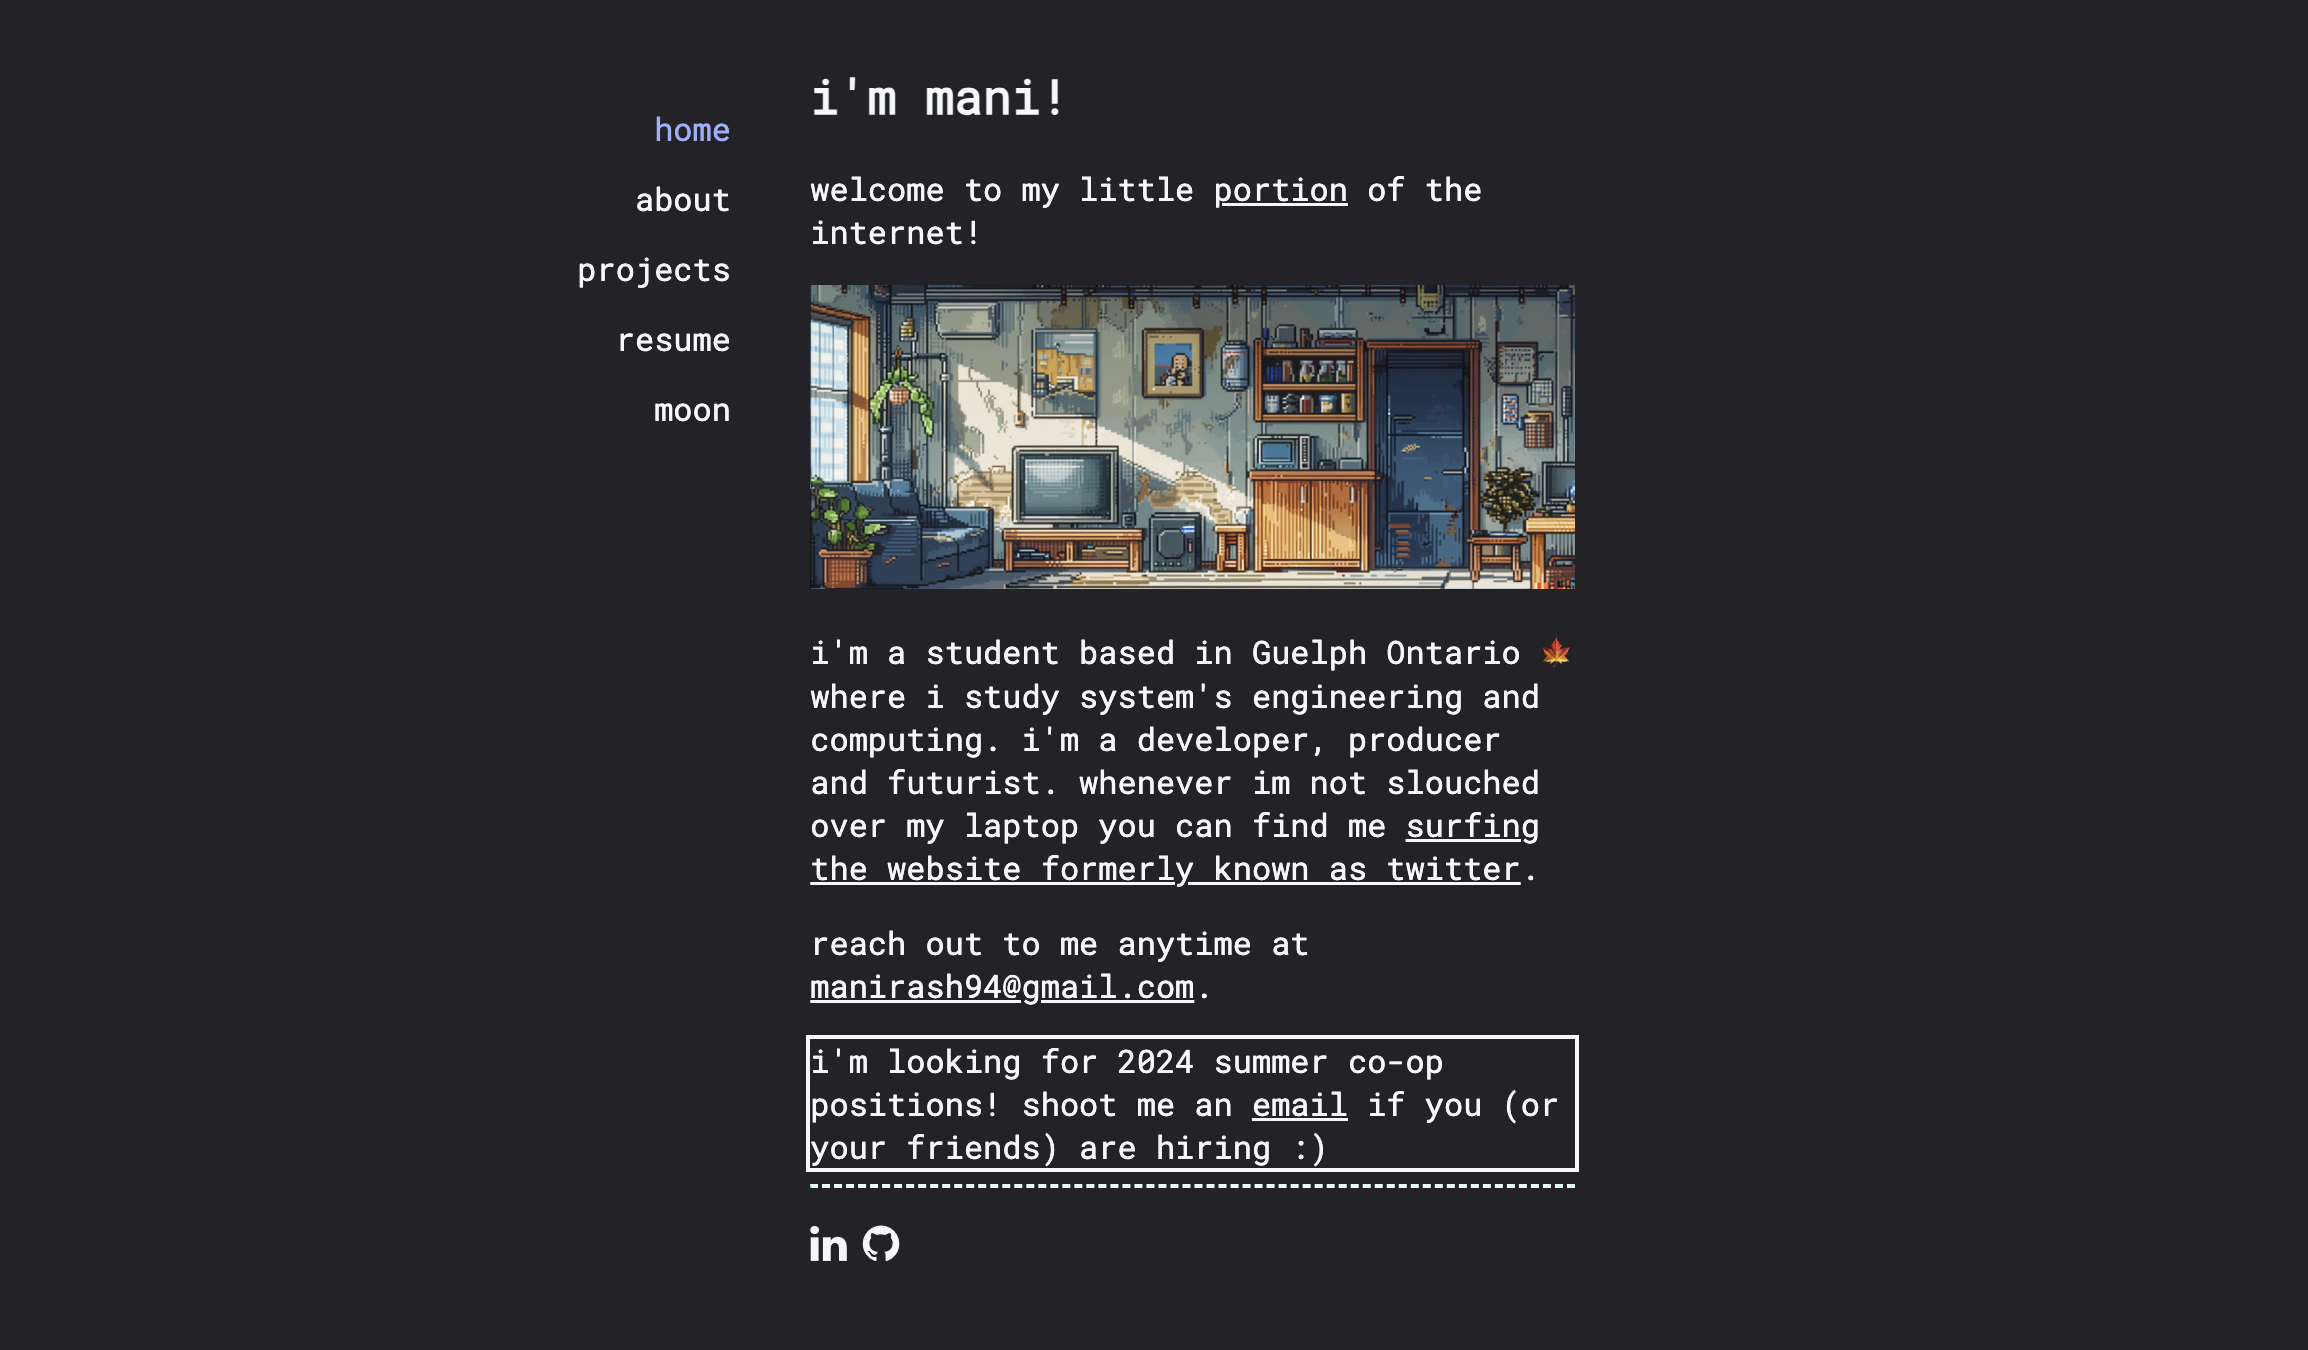 home
about
projects
resume
moon
i'm mani!
welcome to my little portion of the
internet!
i'm a student based in Guelph Ontario 🍁
where i study system's engineering and
computing. i'm a developer, producer
and futurist. whenever im not slouched
over my laptop you can find me surfing
the website formerly known as twitter.
reach out to me anytime at
manirash94@gmail.com.
i'm looking for 2024 summer co-op
positions! shoot me an email if you (or
your friends) are hiring :)
in